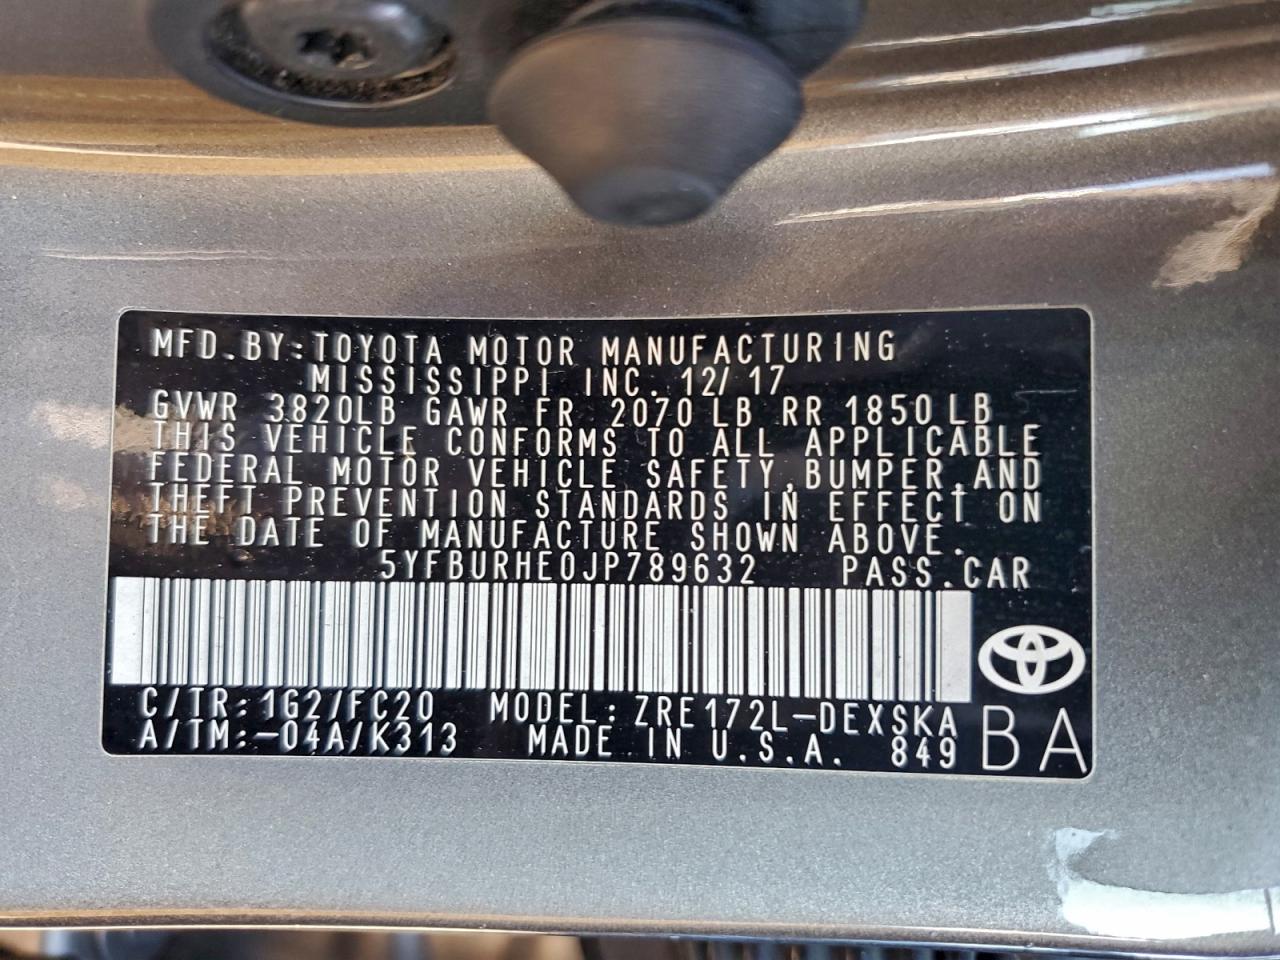 MFD.BY:TOYOTA MOTOR MANUFACTURING
MISSISSIPPI INC. 12/17
GVWR 3820LB GAWR FR 2070 LB RR 1850LB
THIS VEHICLE CONFORMS TO ALL APPLICABLE
FEDERAL MOTOR VEHICLE SAFETY,BUMPER,AND
THEFT PREVENTION STANDARDS IN EFFECT ON
THE DATE OF MANUFACTURE SHOWN ABOVE.
5YFBURHE0JP789632 PASS.CAR
C/TR:1G2/FC20 MODEL:ZRE172L-DEXSKA
A/TM:-04A/K313 MADE IN U.S.A. 849
BA